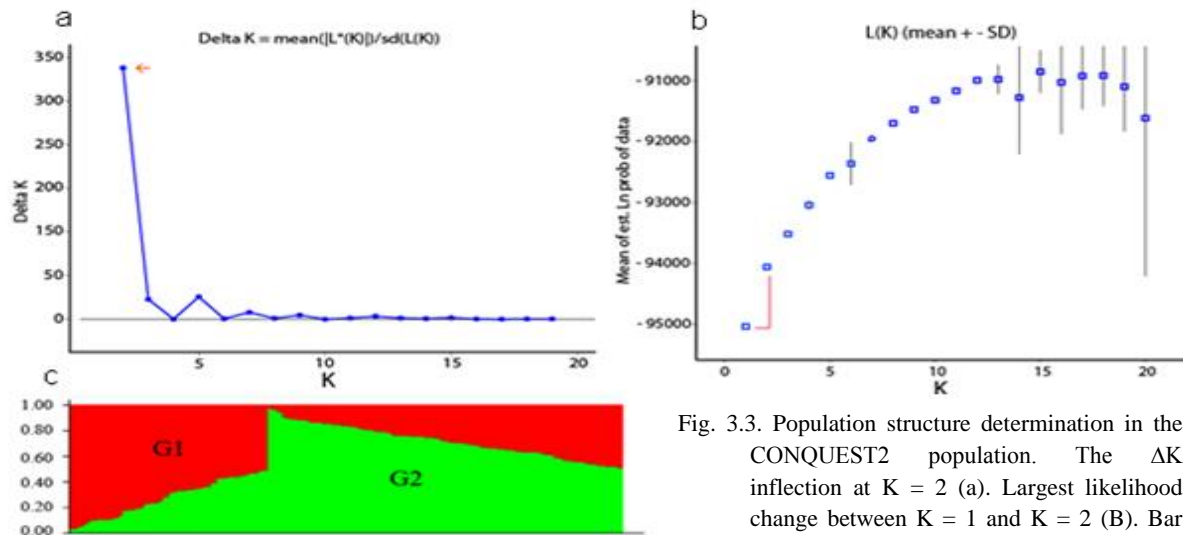 a
Delta K = mean(|L"(K)|)/sd(L(K))
350
300
250
200
150
100
50
0
Delta K
5
10
15
20
K
b
L(K) (mean + - SD)
- 91000
- 92000
- 93000
- 94000
- 95000
Mean of est. Ln prob of data
0
5
10
15
20
K
c
1.00
0.80
0.60
0.40
0.20
0.00
G1
G2
Fig. 3.3. Population structure determination in the
CONQUEST2 population. The ΔK
inflection at K = 2 (a). Largest likelihood
change between K = 1 and K = 2 (B). Bar